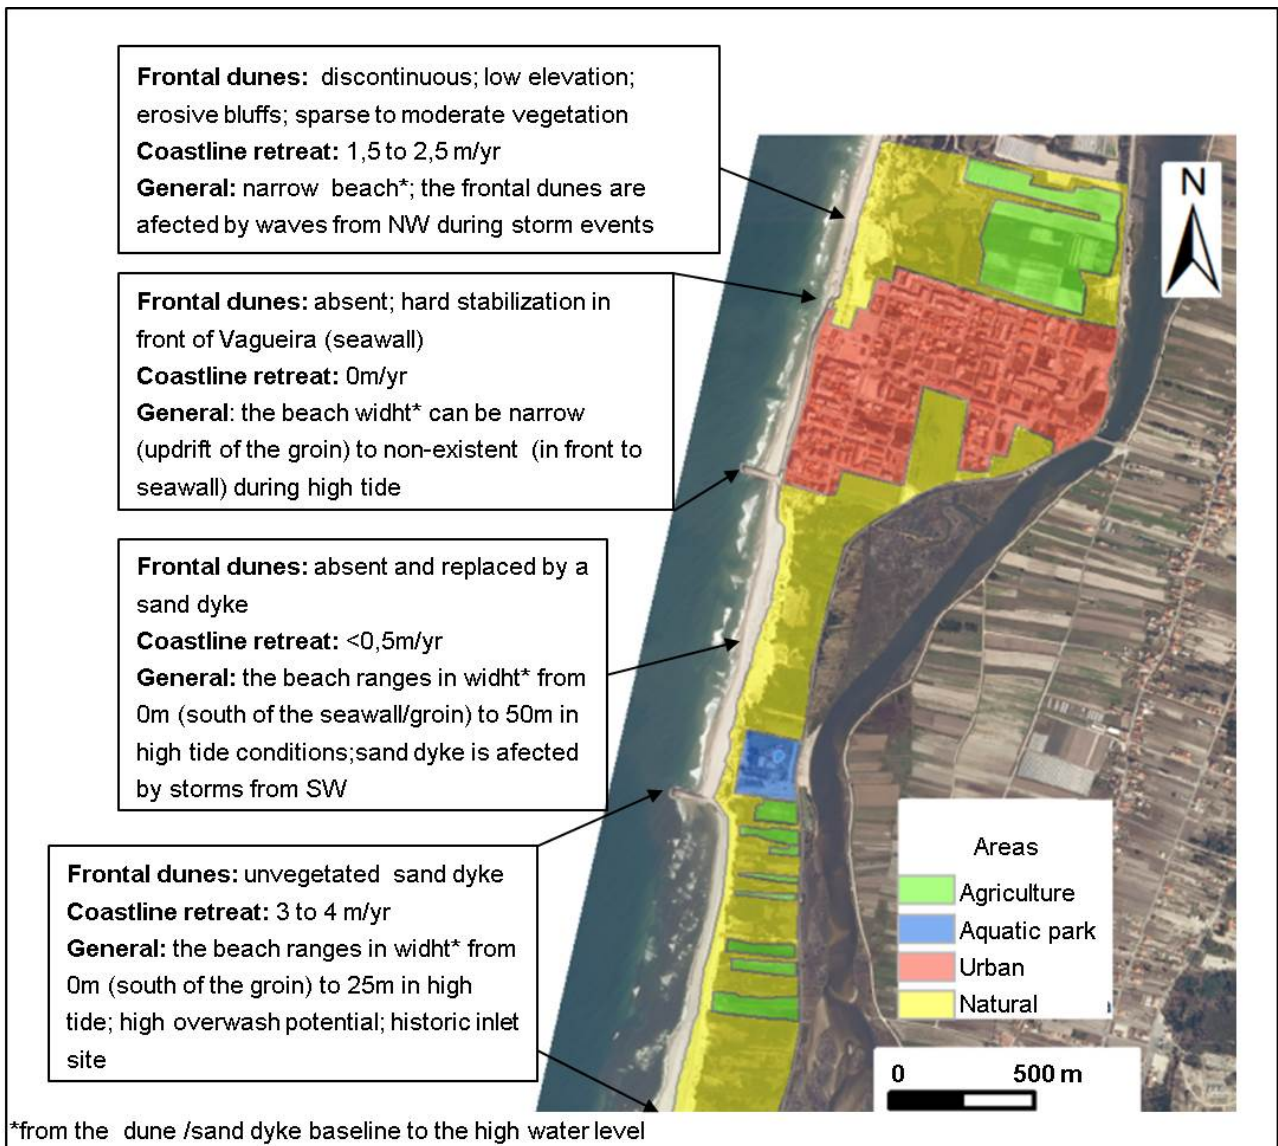 Frontal dunes: discontinuous; low elevation;
erosive bluffs; sparse to moderate vegetation
Coastline retreat: 1,5 to 2,5 m/yr
General: narrow beach*; the frontal dunes are
afected by waves from NW during storm events
Frontal dunes: absent; hard stabilization in
front of Vagueira (seawall)
Coastline retreat: 0m/yr
General: the beach widht* can be narrow
(updrift of the groin) to non-existent (in front to
seawall) during high tide
Frontal dunes: absent and replaced by a
sand dyke
Coastline retreat: <0,5m/yr
General: the beach ranges in widht* from
0m (south of the seawall/groin) to 50m in
high tide conditions;sand dyke is afected
by storms from SW
Frontal dunes: unvegetated sand dyke
Coastline retreat: 3 to 4 m/yr
General: the beach ranges in widht* from
0m (south of the groin) to 25m in high
tide; high overwash potential; historic inlet
site
N
Areas
Agriculture
Aquatic park
Urban
Natural
0 500 m
*from the dune /sand dyke baseline to the high water level